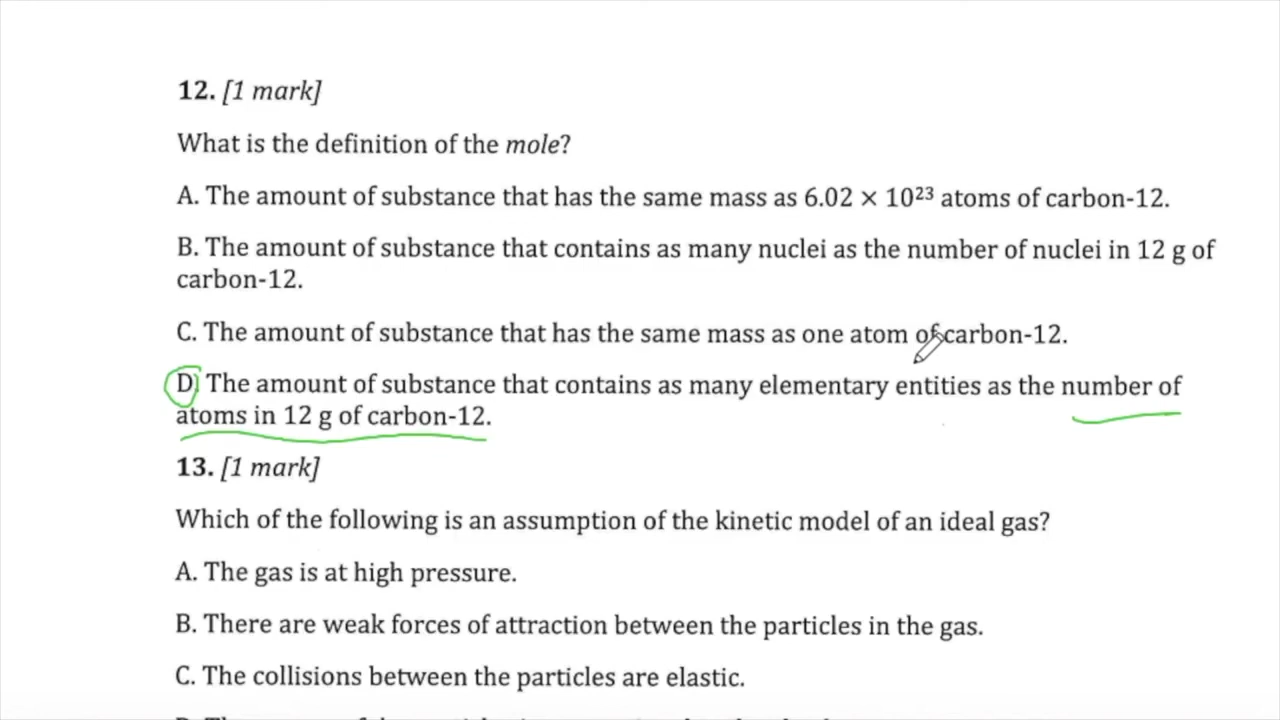 12. [1 mark]
What is the definition of the mole?
A. The amount of substance that has the same mass as 6.02 × 10²³ atoms of carbon-12.
B. The amount of substance that contains as many nuclei as the number of nuclei in 12 g of
carbon-12.
C. The amount of substance that has the same mass as one atom of carbon-12.
D. The amount of substance that contains as many elementary entities as the number of
atoms in 12 g of carbon-12.
13. [1 mark]
Which of the following is an assumption of the kinetic model of an ideal gas?
A. The gas is at high pressure.
B. There are weak forces of attraction between the particles in the gas.
C. The collisions between the particles are elastic.